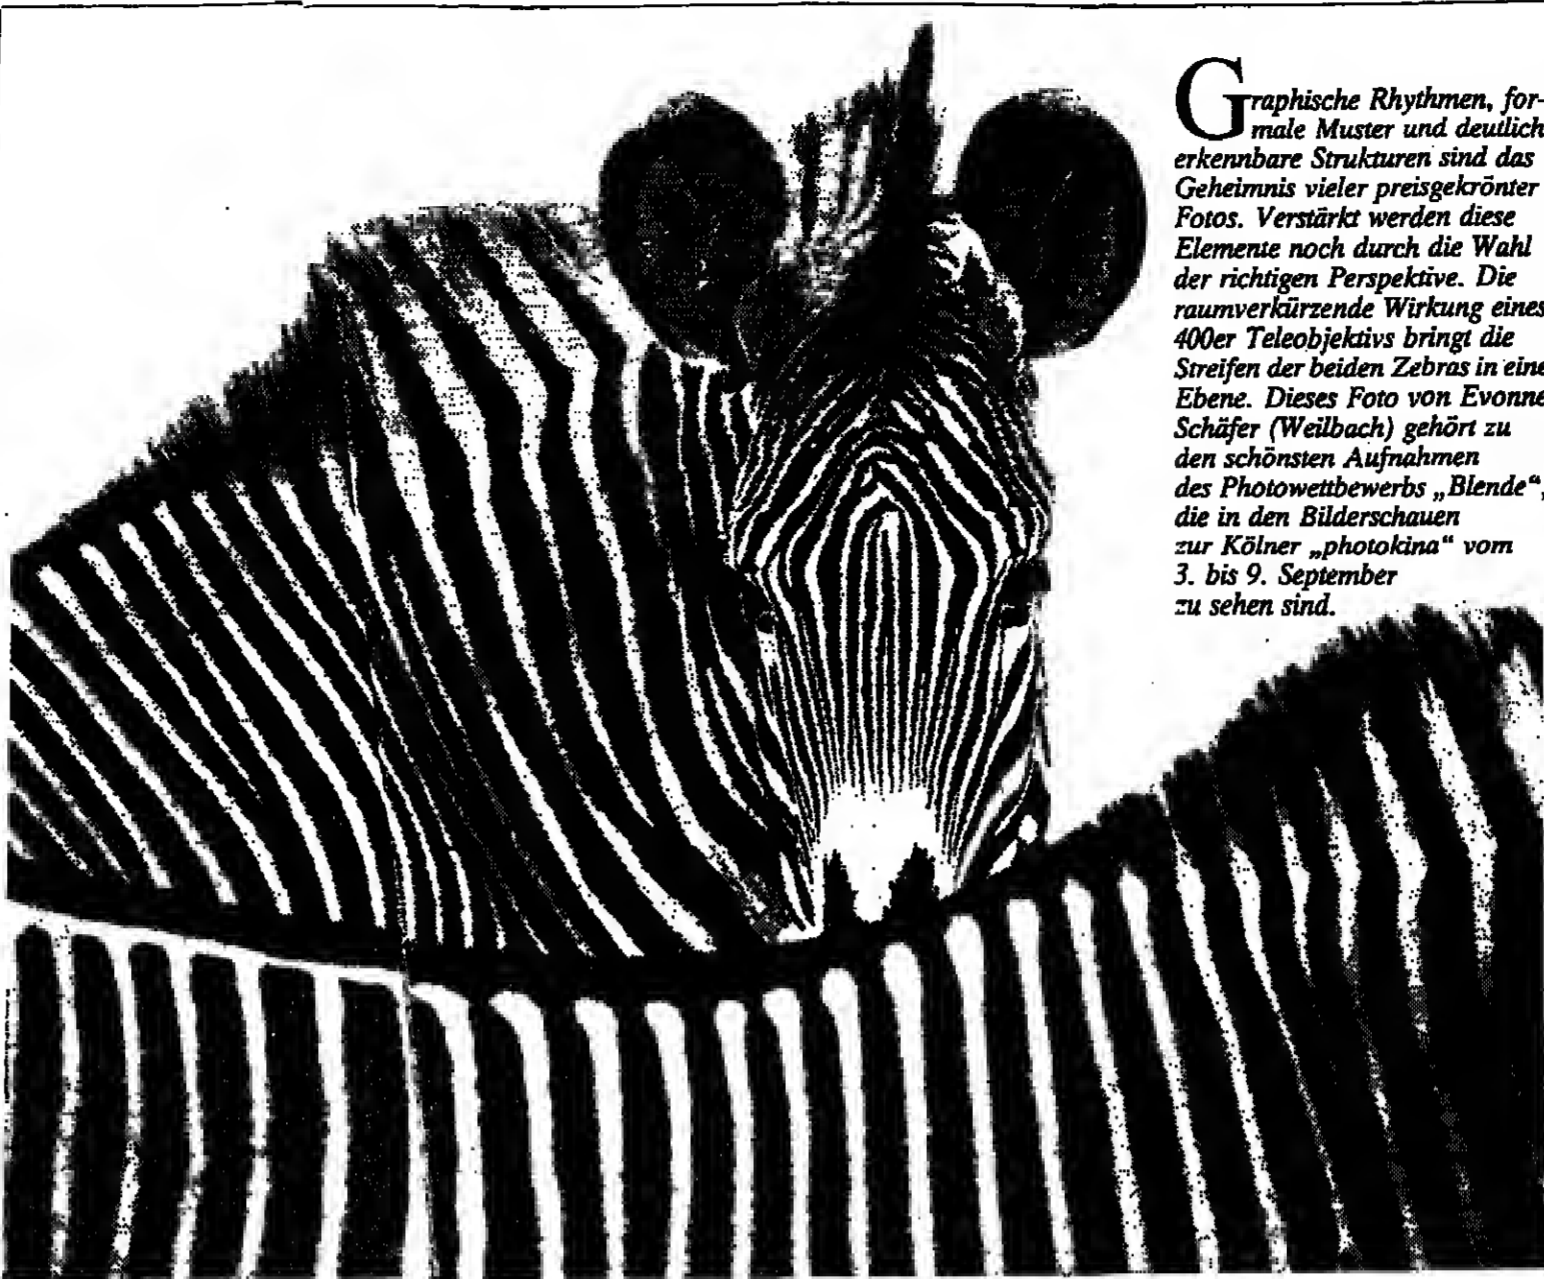 Graphische Rhythmen, for-
male Muster und deutlich
erkennbare Strukturen sind das
Geheimnis vieler preisgekrönter
Fotos. Verstärkt werden diese
Elemente noch durch die Wahl
der richtigen Perspektive. Die
raumverkürzende Wirkung eines
400er Teleobjektivs bringt die
Streifen der beiden Zebras in eine
Ebene. Dieses Foto von Evonne
Schäfer (Weilbach) gehört zu
den schönsten Aufnahmen
des Photowettbewerbs „Blende“,
die in den Bilderschauen
zur Kölner „photokina“ vom
3. bis 9. September
zu sehen sind.